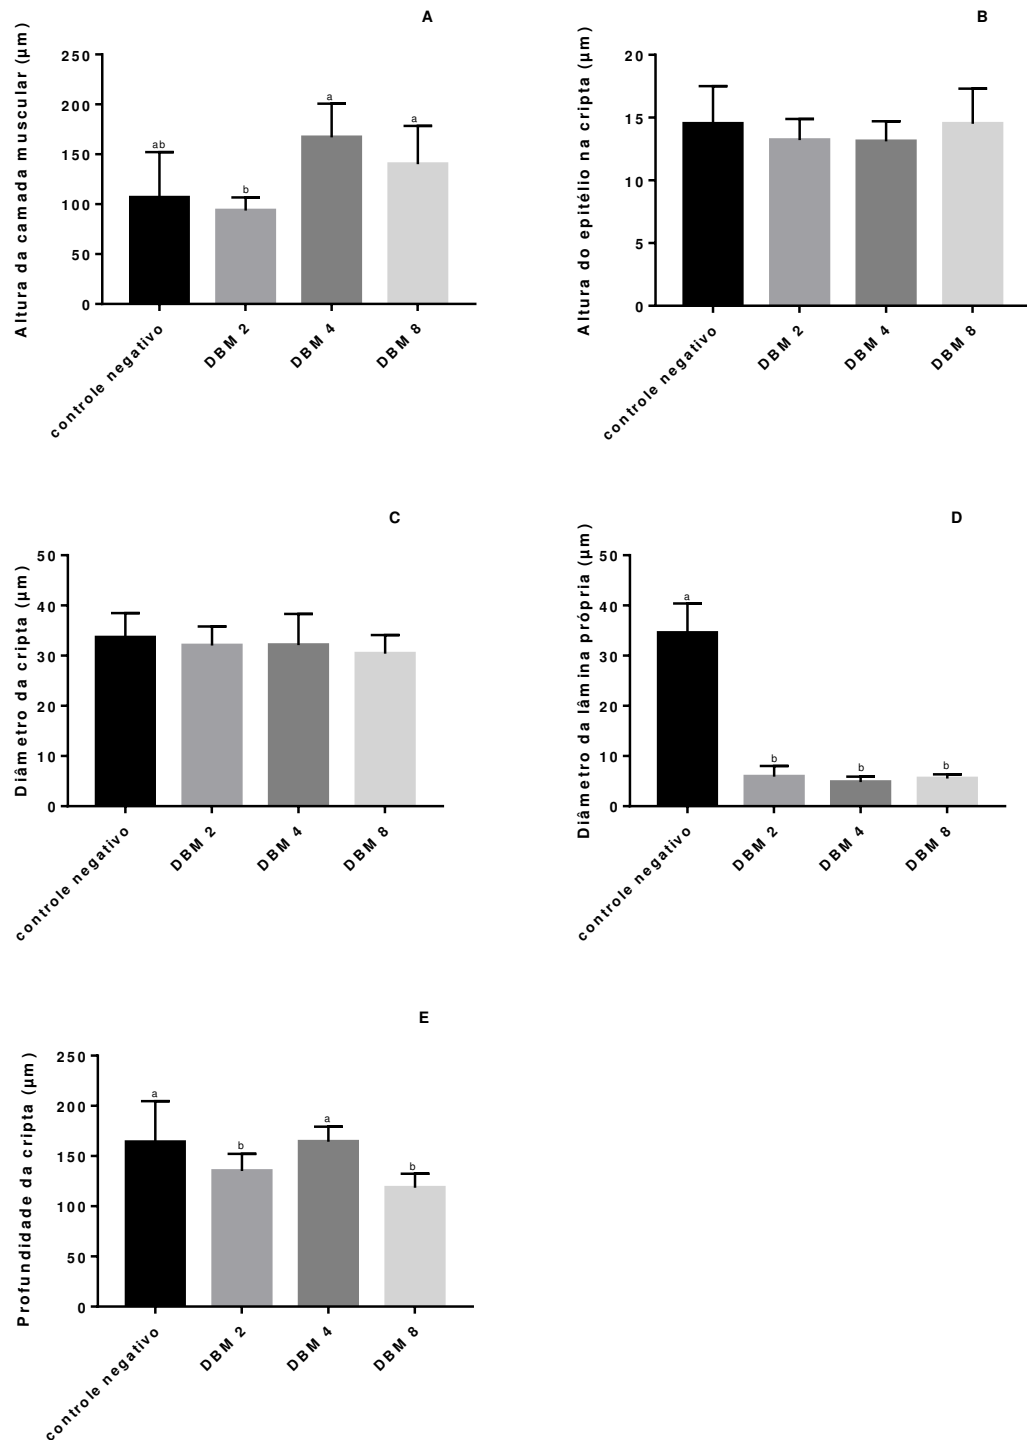 A
Altura da camada muscular (µm)
250
200
150
100
50
0
ab
b
a
a
controle negativo
DBM 2
DBM 4
DBM 8
B
Altura do epitélio na cripta (µm)
20
15
10
5
0
controle negativo
DBM 2
DBM 4
DBM 8
C
Diâmetro da cripta (µm)
50
40
30
20
10
0
controle negativo
DBM 2
DBM 4
DBM 8
D
Diâmetro da lâmina própria (µm)
50
40
30
20
10
0
a
b
b
b
controle negativo
DBM 2
DBM 4
DBM 8
E
Profundidade da cripta (µm)
250
200
150
100
50
0
a
b
a
b
controle negativo
DBM 2
DBM 4
DBM 8